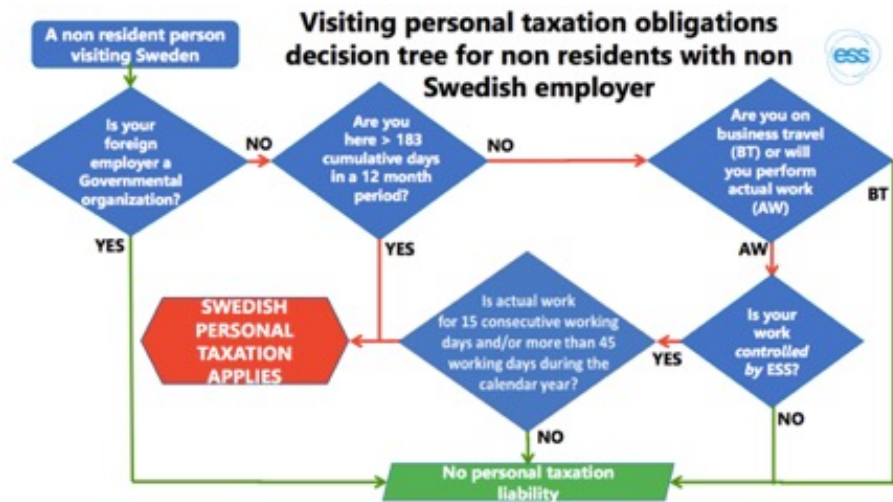 Visiting personal taxation obligations
decision tree for non residents with non
Swedish employer
ess
A non resident person
visiting Sweden
Is your
foreign
employer a
Governmental
organization?
NO
YES
Are you
here > 183
cumulative days
in a 12 month
period?
NO
YES
Are you on
business travel
(BT) or will
you perform
actual work
(AW)
BT
AW
SWEDISH
PERSONAL
TAXATION
APPLIES
Is actual work
for 15 consecutive working
days and/or more than 45
working days during the
calendar year?
YES
NO
Is your
work
controlled
by ESS?
NO
No personal taxation
liability